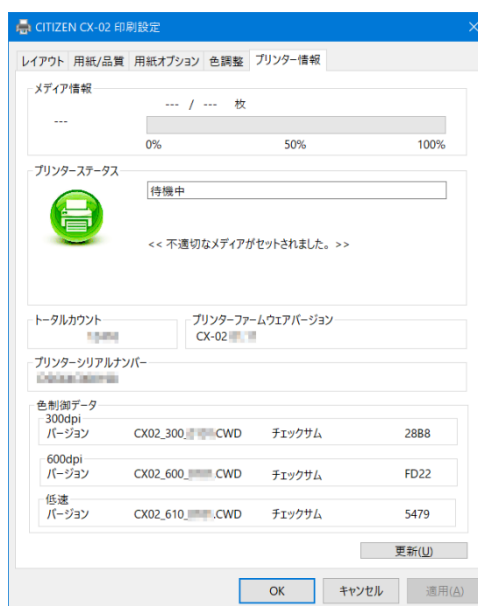 CITIZEN CX-02 印刷設定
レイアウト 用紙/品質 用紙オプション 色調整 プリンター情報
メディア情報
--- / --- 枚
---
0% 50% 100%
プリンターステータス
待機中
<< 不適切なメディアがセットされました。 >>
トータルカウント プリンターファームウェアバージョン
CX-02
プリンターシリアルナンバー
色制御データ
300dpi
バージョン CX02_300_ .CWD チェックサム 28B8
600dpi
バージョン CX02_600_ .CWD チェックサム FD22
低速
バージョン CX02_610_ .CWD チェックサム 5479
更新(U)
OK キャンセル 適用(A)